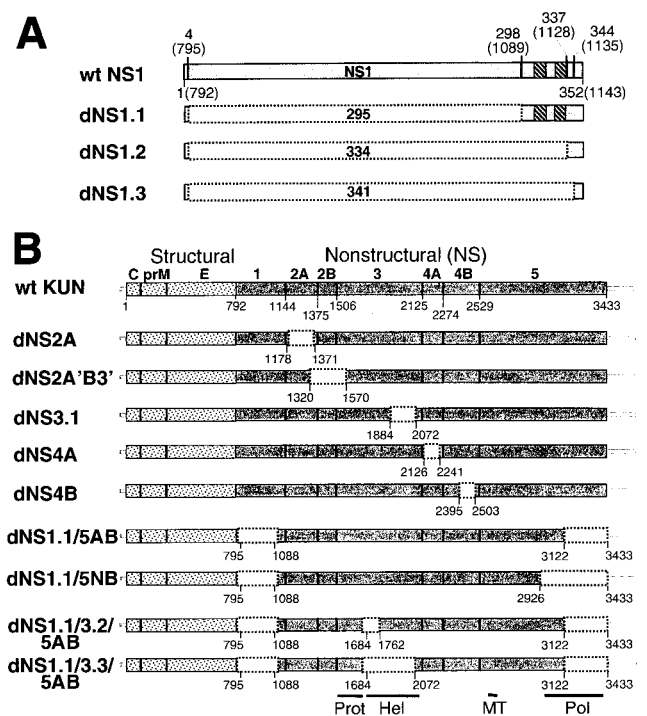 A
4 337 344
(795) 298 (1128) (1135)
(1089)
wt NS1 NS1
1(792) 352(1143)
dNS1.1 295
dNS1.2 334
dNS1.3 341
B
Structural Nonstructural (NS)
C prM E 1 2A 2B 3 4A 4B 5
wt KUN
1 792 1144 1506 2125 2529 3433
1375 2274
dNS2A
1178 1371
dNS2A'B3'
1320 1570
dNS3.1
1884 2072
dNS4A
2126 2241
dNS4B
2395 2503
dNS1.1/5AB
795 1088 3122 3433
dNS1.1/5NB
795 1088 2926 3433
dNS1.1/3.2/
5AB
795 1088 1684 1762 3122 3433
dNS1.1/3.3/
5AB
795 1088 1684 2072 3122 3433
Prot Hel MT Pol